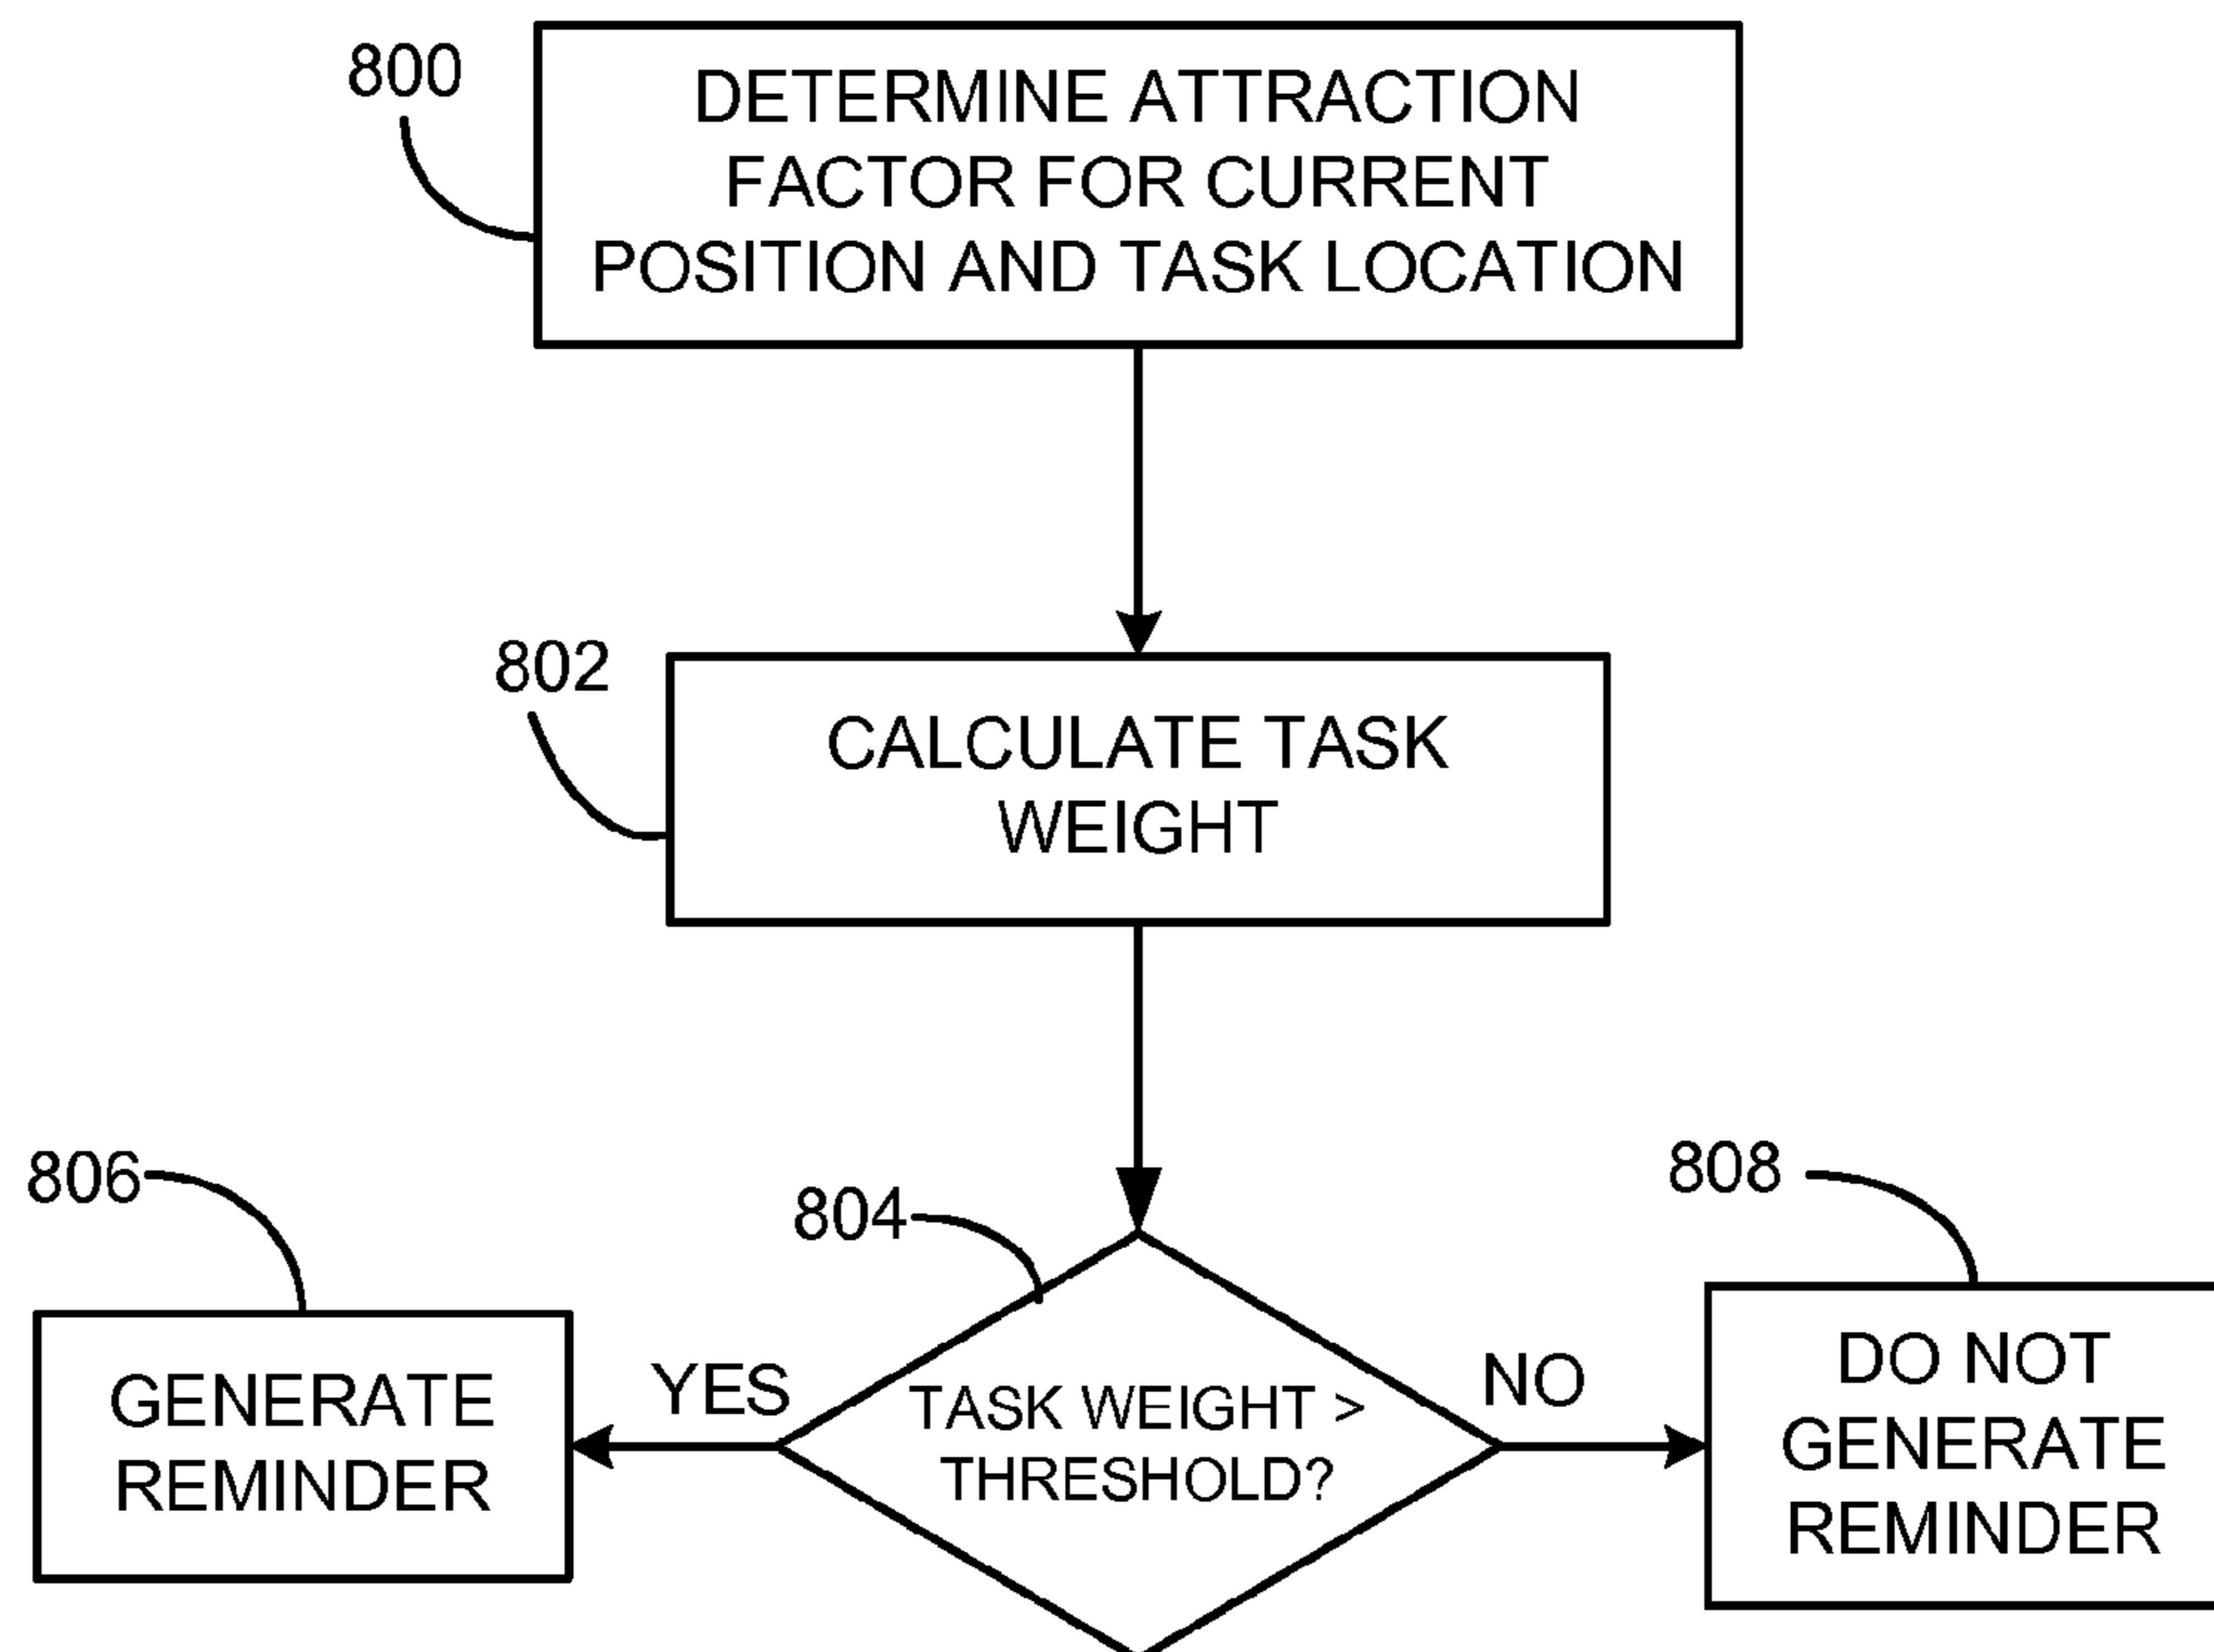 800
DETERMINE ATTRACTION
FACTOR FOR CURRENT
POSITION AND TASK LOCATION
802
CALCULATE TASK
WEIGHT
806
804
808
GENERATE
REMINDER
YES
TASK WEIGHT >
THRESHOLD?
NO
DO NOT
GENERATE
REMINDER